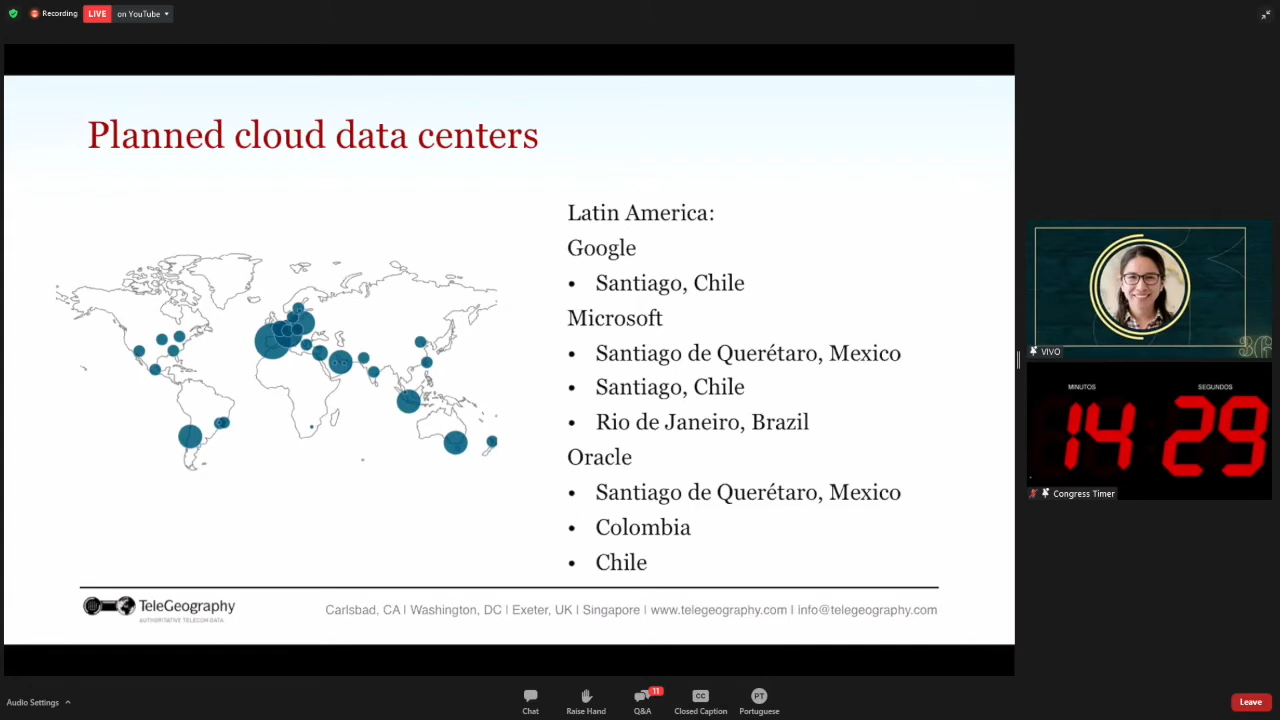 Recording
LIVE
on YouTube
Planned cloud data centers
Latin America:
Google
• Santiago, Chile
Microsoft
• Santiago de Querétaro, Mexico
• Santiago, Chile
• Rio de Janeiro, Brazil
Oracle
• Santiago de Querétaro, Mexico
• Colombia
• Chile
TeleGeography
AUTHORITATIVE TELECOM DATA
Carlsbad, CA | Washington, DC | Exeter, UK | Singapore | www.telegeography.com | info@telegeography.com
VIVO
MINUTOS
SEGUNDOS
14 29
Congress Timer
Audio Settings
Chat
Raise Hand
11
Q&A
CC
Closed Caption
PT
Portuguese
Leave